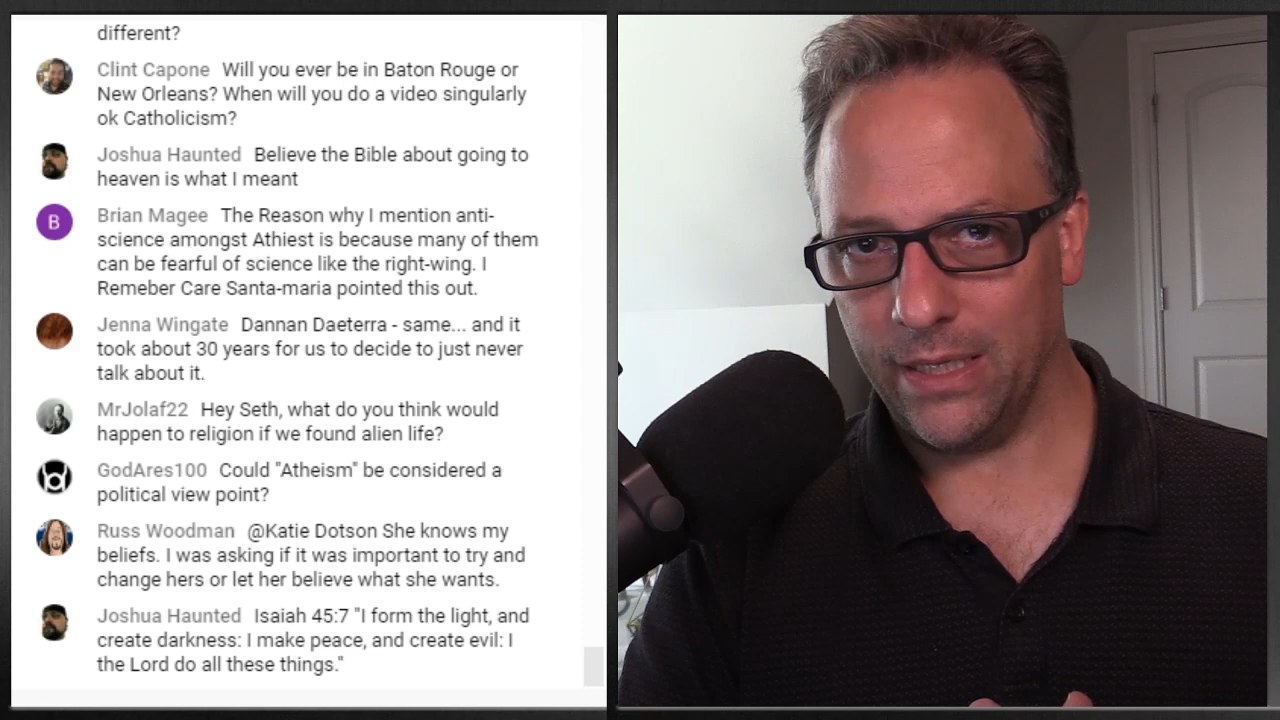 different?
Clint Capone Will you ever be in Baton Rouge or
New Orleans? When will you do a video singularly
ok Catholicism?
Joshua Haunted Believe the Bible about going to
heaven is what I meant
B
Brian Magee The Reason why I mention anti-
science amongst Athiest is because many of them
can be fearful of science like the right-wing. I
Remeber Care Santa-maria pointed this out.
Jenna Wingate Dannan Daeterra - same... and it
took about 30 years for us to decide to just never
talk about it.
MrJolaf22 Hey Seth, what do you think would
happen to religion if we found alien life?
GodAres100 Could "Atheism" be considered a
political view point?
Russ Woodman @Katie Dotson She knows my
beliefs. I was asking if it was important to try and
change hers or let her believe what she wants.
Joshua Haunted Isaiah 45:7 "I form the light, and
create darkness: I make peace, and create evil: I
the Lord do all these things."